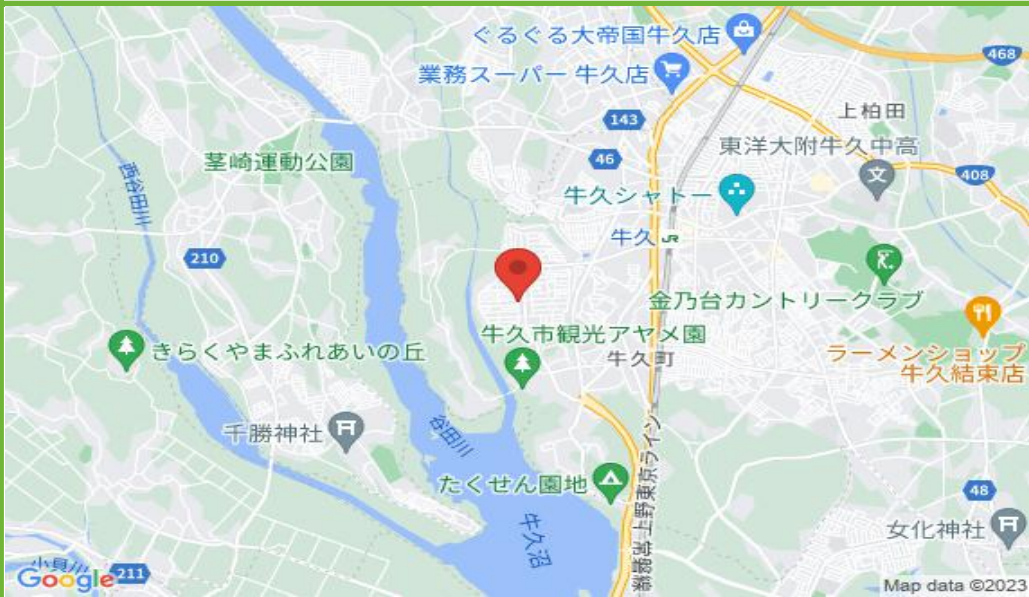 ぐるぐる大帝国牛久店
468
業務スーパー 牛久店
上柏田
143
東洋大附牛久中高
茎崎運動公園
46
文
408
西谷田川
牛久シャトー
牛久 JR
210
金乃台カントリークラブ
牛久市観光アヤメ園
きらくやまふれあいの丘
牛久町
ラーメンショップ
牛久結束店
千勝神社
谷田川
たくせん園地
上野東京ライン
48
牛久沼
女化神社
小貝川
Google
211
Map data ©2023